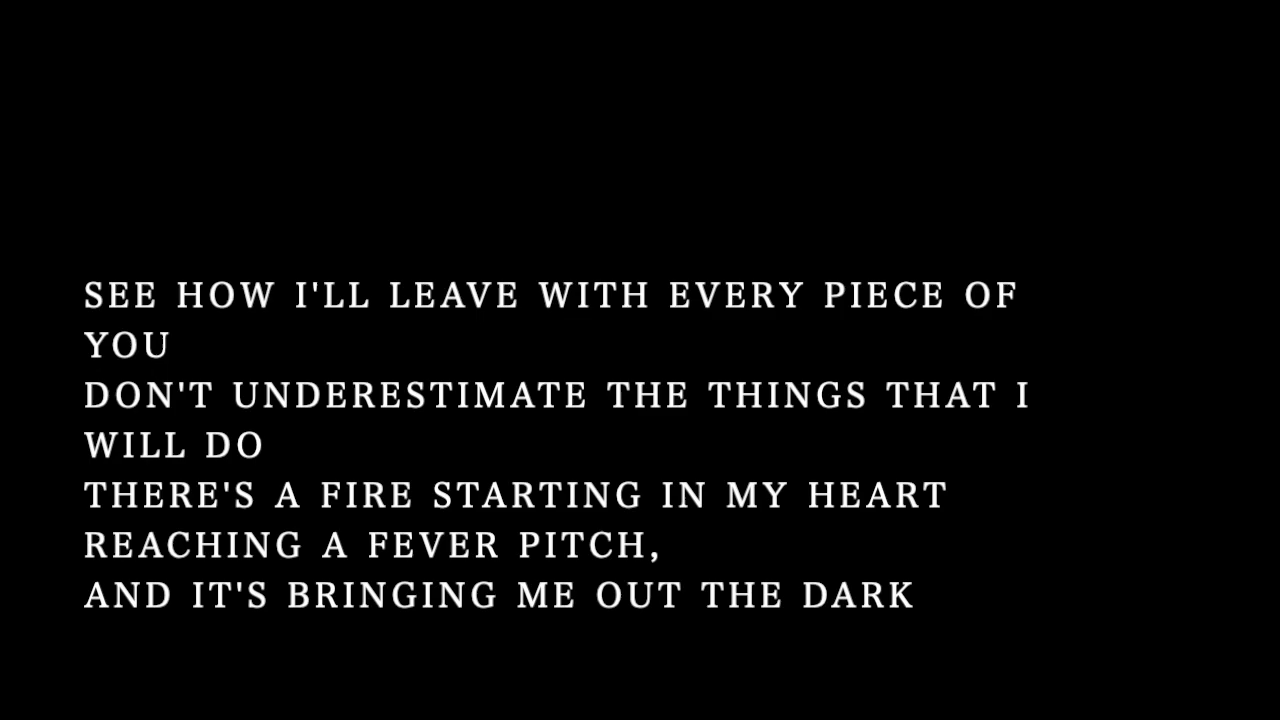 SEE HOW I'LL LEAVE WITH EVERY PIECE OF
YOU
DON'T UNDERESTIMATE THE THINGS THAT I
WILL DO
THERE'S A FIRE STARTING IN MY HEART
REACHING A FEVER PITCH,
AND IT'S BRINGING ME OUT THE DARK